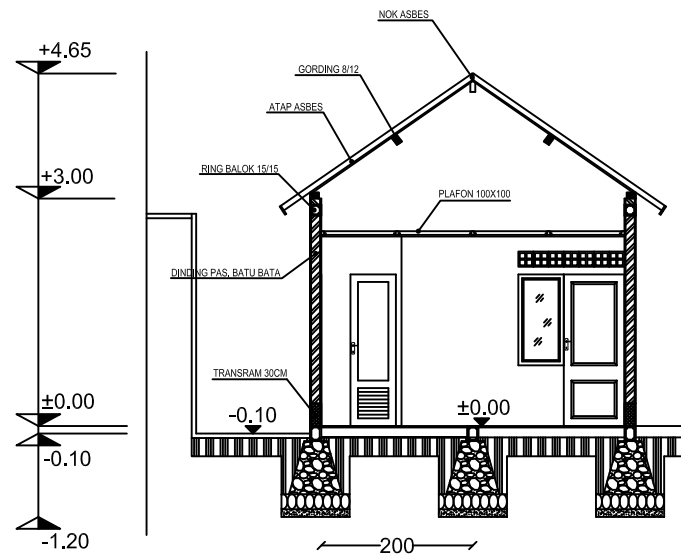 NOK ASBES
+4.65
GORDING 8/12
ATAP ASBES
RING BALOK 15/15
+3.00
PLAFON 100X100
DINDING PAS, BATU BATA
TRANSRAM 30CM
±0.00
-0.10
±0.00
-0.10
-1.20
200